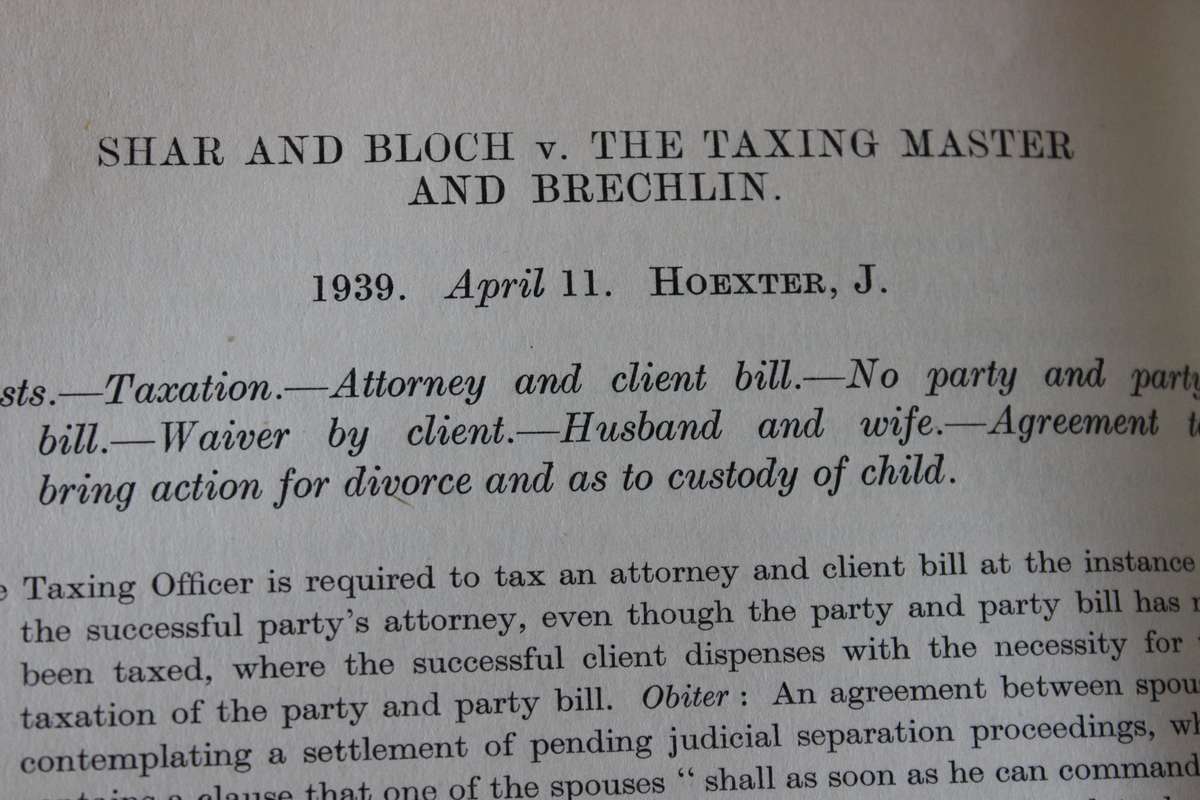 SHAR AND BLOCH v. THE TAXING MASTER
AND BRECHLIN.
1939. April 11. HOEXTER, J.
sts.—Taxation.—Attorney and client bill.—No party and party
bill.—Waiver by client.—Husband and wife.—Agreement
bring action for divorce and as to custody of child.
Taxing Officer is required to tax an attorney and client bill at the instance
the successful party's attorney, even though the party and party bill has
been taxed, where the successful client dispenses with the necessity for
taxation of the party and party bill. Obiter : An agreement between spou
contemplating a settlement of pending judicial separation proceedings, wh
a clause that one of the spouses “ shall as soon as he can command